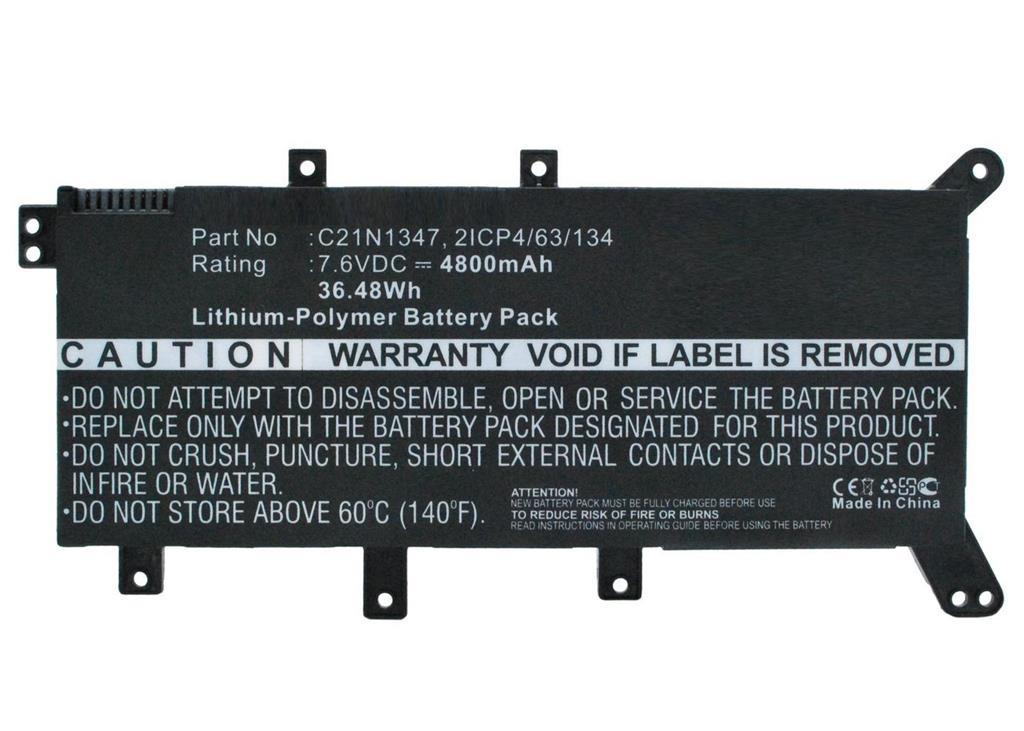 Part No :C21N1347, 2ICP4/63/134
Rating :7.6VDC ⎓ 4800mAh
36.48Wh
Lithium-Polymer Battery Pack
CAUTION WARRANTY VOID IF LABEL IS REMOVED
•DO NOT ATTEMPT TO DISASSEMBLE, OPEN OR SERVICE THE BATTERY PACK.
•REPLACE ONLY WITH THE BATTERY PACK DESIGNATED FOR THIS PRODUCT.
•DO NOT CRUSH, PUNCTURE, SHORT EXTERNAL CONTACTS OR DISPOSE OF
INFIRE OR WATER.
•DO NOT STORE ABOVE 60°C (140°F).
ATTENTION!
NEW BATTERY PACK MUST BE FULLY CHARGED BEFORE USE
TO REDUCE RISK OF FIRE OR BURNS
READ INSTRUCTIONS IN OPERATING GUIDE BEFORE USING THE BATTERY
CE
Made In China